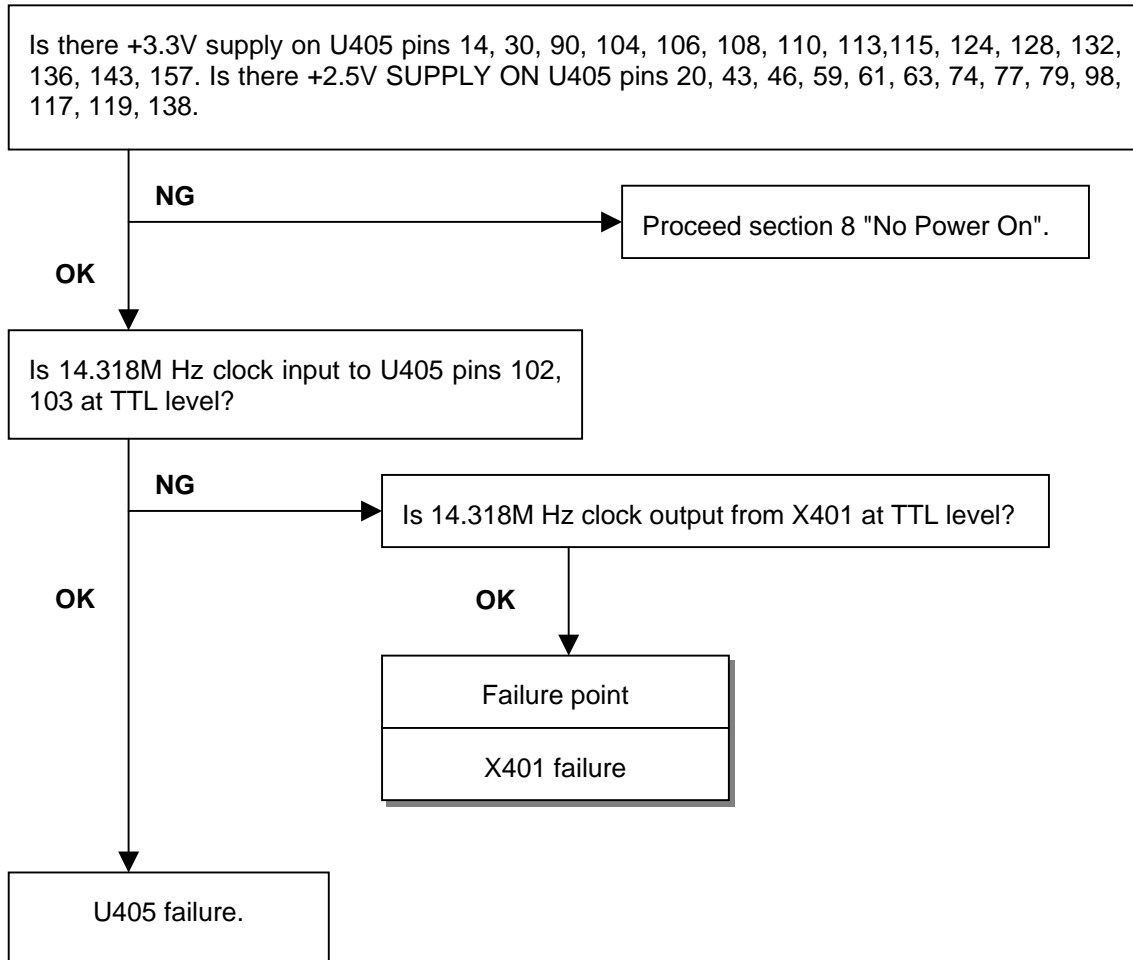 Is there +3.3V supply on U405 pins 14, 30, 90, 104, 106, 108, 110, 113,115, 124, 128, 132,
136, 143, 157. Is there +2.5V SUPPLY ON U405 pins 20, 43, 46, 59, 61, 63, 74, 77, 79, 98,
117, 119, 138.
NG
Proceed section 8 "No Power On".
OK
Is 14.318M Hz clock input to U405 pins 102,
103 at TTL level?
NG
Is 14.318M Hz clock output from X401 at TTL level?
OK
OK
Failure point
X401 failure
U405 failure.